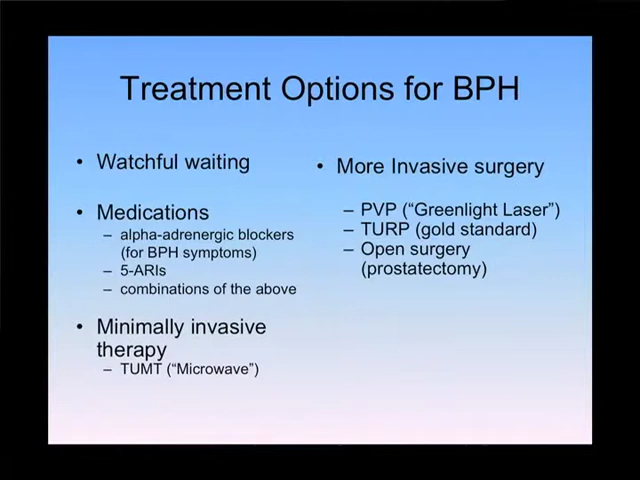 Treatment Options for BPH
• Watchful waiting
• Medications
– alpha-adrenergic blockers
(for BPH symptoms)
– 5-ARIs
– combinations of the above
• Minimally invasive
therapy
– TUMT (“Microwave”)
• More Invasive surgery
– PVP (“Greenlight Laser”)
– TURP (gold standard)
– Open surgery
(prostatectomy)